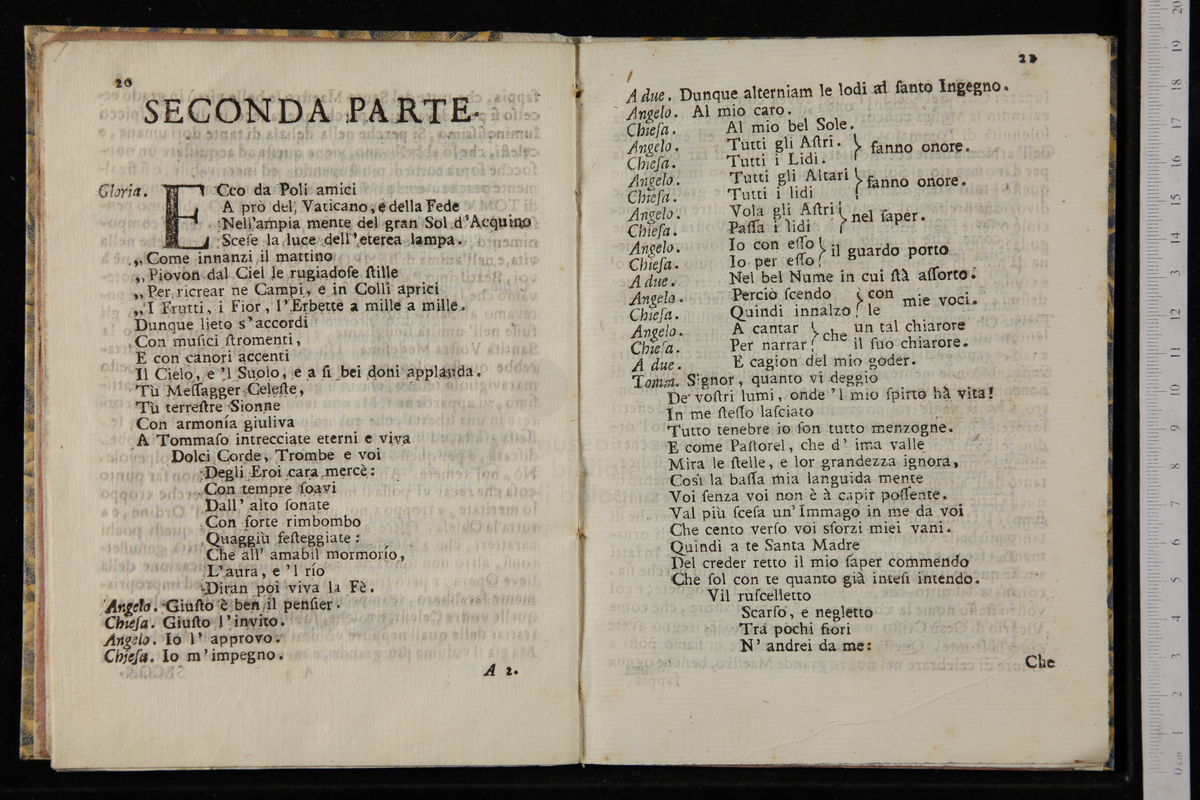 20
SECONDA PARTE.
Gloria. ECco da Poli amici
A prò del, Vaticano, e della Fede
Nell'ampia mente del gran Sol d'Acquino
Sceſe la luce dell'eterea lampa.
„ Come innanzi il mattino
„ Piovon dal Ciel le rugiadoſe ſtille
„ Per ricrear ne Campi, e in Colli aprici
„ I Frutti, i Fior, l'Erbette a mille a mille.
Dunque lieto s'accordi
Con muſici ſtromenti,
E con canori accenti
Il Cielo, e 'l Suolo, e a ſi bei doni applauda.
Tù Meſſagger Celeſte,
Tù terreſtre Sionne
Con armonía giuliva
A Tommaſo intrecciate eterni e viva
Dolci Corde, Trombe e voi
Degli Eroi cara mercè:
Con tempre ſoavi
Dall' alto ſonate
Con forte rimbombo
Quaggiù feſteggiate:
Che all' amabil mormorío,
L'aura, e 'l río
Diran poi viva la Fè.
Angelo. Giuſto è ben il penſier.
Chieſa. Giuſto l'invito.
Angelo. Io l' approvo.
Chieſa. Io m'impegno.
A 2.
21
A due. Dunque alterniam le lodi al ſanto Ingegno.
Angelo. Al mio caro.
Chieſa. Al mio bel Sole.
Angelo. Tutti gli Aſtri. } fanno onore.
Chieſa. Tutti i Lidi.
Angelo. Tutti gli Altari } fanno onore.
Chieſa. Tutti i lidi
Angelo. Vola gli Aſtri } nel ſaper.
Chieſa. Paſſa i lidi
Angelo. Io con eſſo } il guardo porto
Chieſa. Io per eſſo
A due. Nel bel Nume in cui ſtà aſſorto.
Angelo. Perciò ſcendo } con mie voci.
Chieſa. Quindi innalzo } le
Angelo. A cantar } che un tal chiarore
Chieſa. Per narrar } il ſuo chiarore.
A due. E cagion del mio goder.
Tomm. Signor, quanto vi deggio
De' voſtri lumi, onde 'l mio ſpirto hà vita!
In me ſteſſo laſciato
Tutto tenebre io ſon tutto menzogne.
E come Paſtorel, che d' ima valle
Mira le ſtelle, e lor grandezza ignora,
Così la baſſa mia languida mente
Voi ſenza voi non è à capir poſſente.
Val più ſceſa un' Immago in me da voi
Che cento verſo voi sforzi miei vani.
Quindi a te Santa Madre
Del creder retto il mio ſaper commendo
Che ſol con te quanto già inteſi intendo.
Vil ruſcelletto
Scarſo, e negletto
Trà pochi fiori
N' andrei da me:
Che